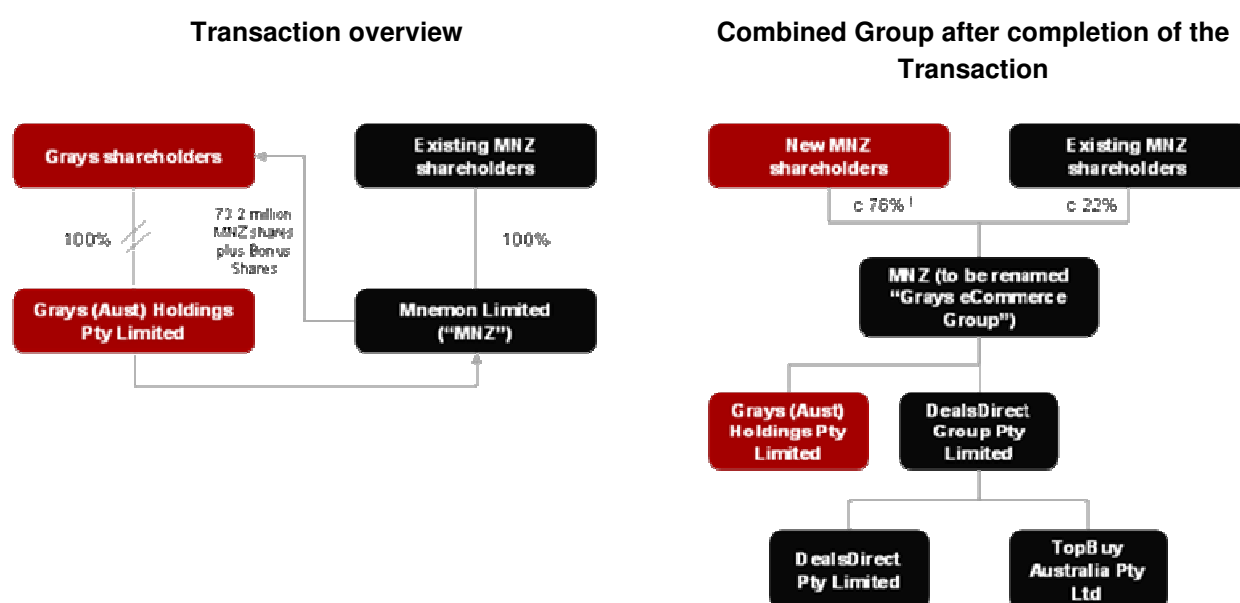 Transaction overview
Combined Group after completion of the
Transaction
Grays shareholders
Existing MNZ
shareholders
100%
73.2 million
MNZ shares
plus Bonus
Shares
100%
Grays (Aust) Holdings
Pty Limited
Mnemon Limited
("MNZ")
New MNZ
shareholders
Existing MNZ
shareholders
c 76%
c 22%
MNZ (to be renamed
"Grays eCommerce
Group")
Grays (Aust)
Holdings Pty
Limited
DealsDirect
Group Pty
Limited
DealsDirect
Pty Limited
TopBuy
Australia Pty
Ltd